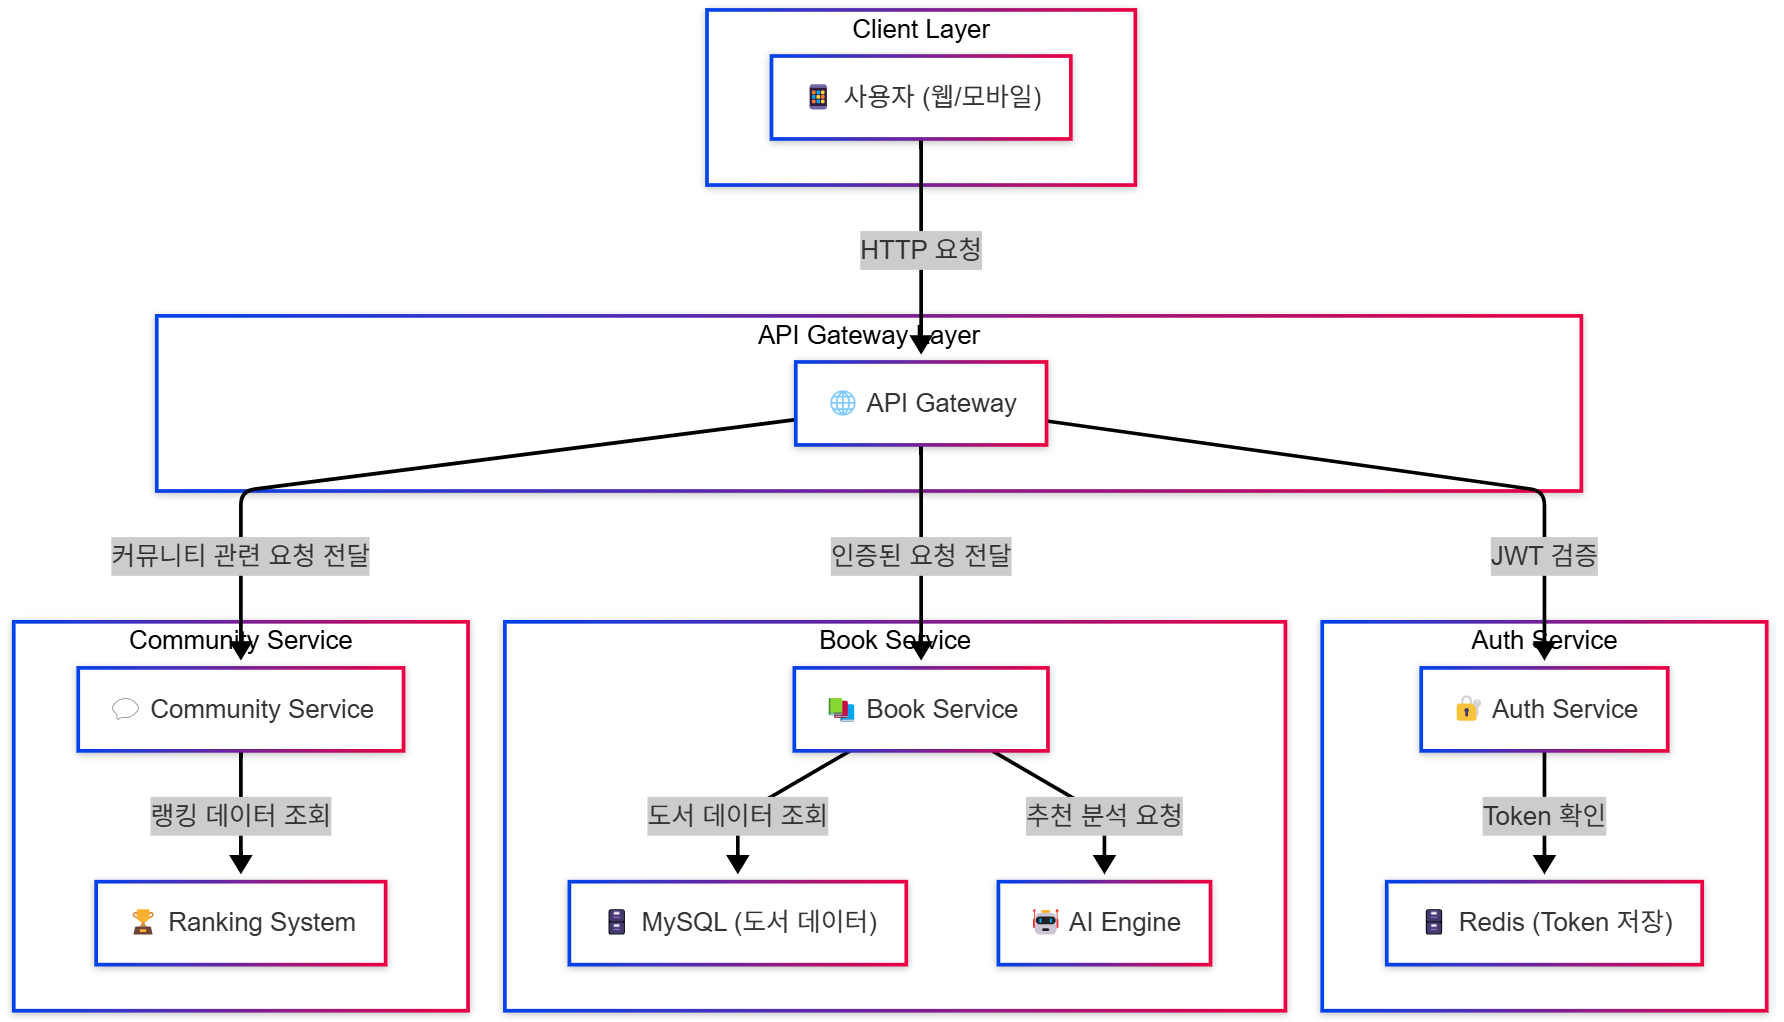 Client Layer
사용자 (웹/모바일)
HTTP 요청
API Gateway Layer
API Gateway
커뮤니티 관련 요청 전달
인증된 요청 전달
JWT 검증
Community Service
Book Service
Auth Service
Community Service
Book Service
Auth Service
랭킹 데이터 조회
도서 데이터 조회
추천 분석 요청
Token 확인
Ranking System
MySQL (도서 데이터)
AI Engine
Redis (Token 저장)